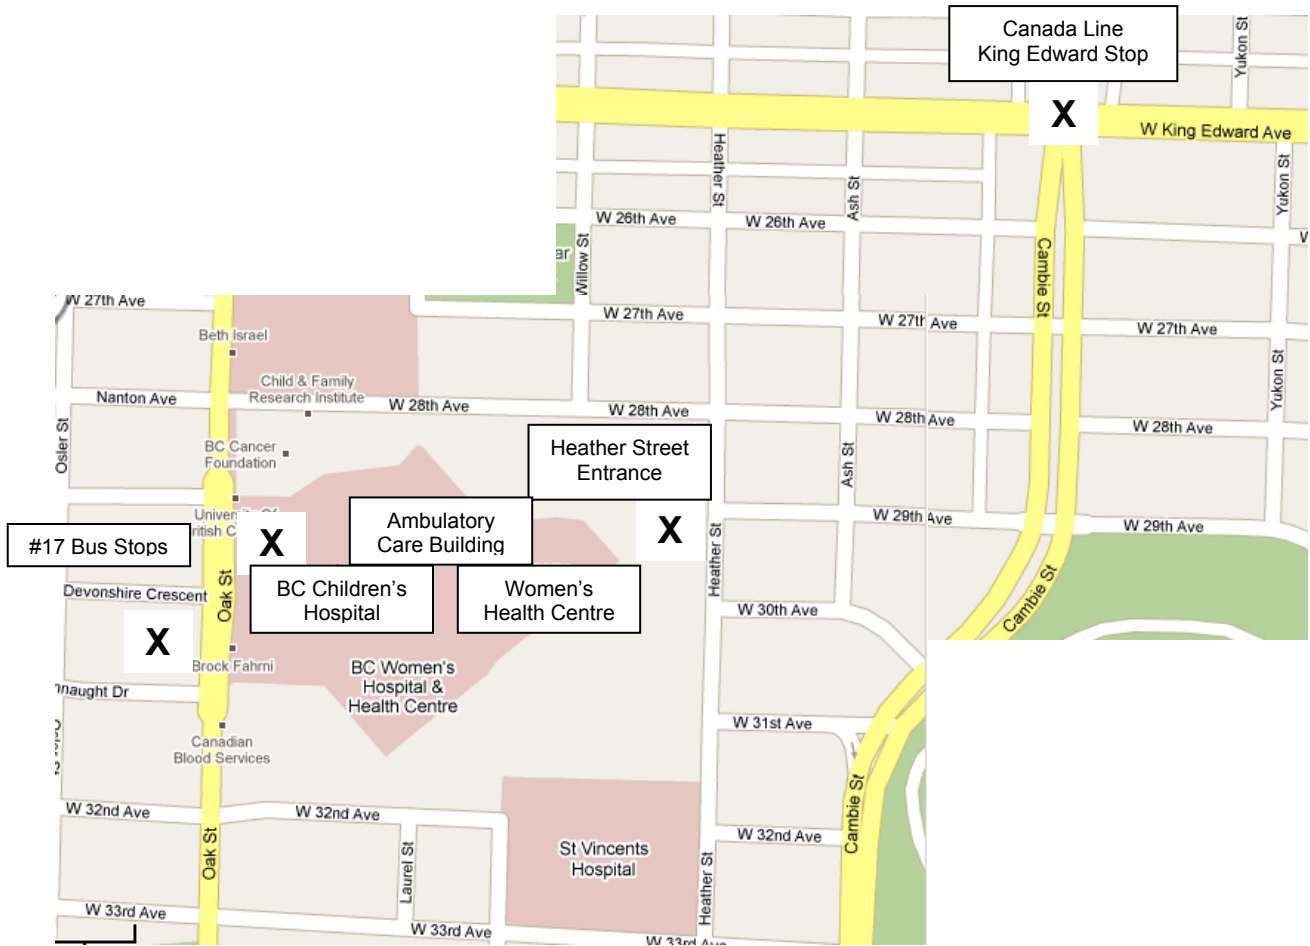 Canada Line
King Edward Stop
X
Yukon St
W King Edward Ave
Heather St
Ash St
Yukon St
W 26th Ave
W 26th Ave
Willow St
Cambie St
W 27th Ave
W 27th Ave
W 27th Ave
W 27th Ave
Beth Israel
Child & Family
Research Institute
Nanton Ave
W 28th Ave
W 28th Ave
W 28th Ave
W 28th Ave
Yukon St
Osler St
BC Cancer
Foundation
Heather Street
Entrance
Ash St
Ambulatory
Care Building
X
X
W 29th Ave
W 29th Ave
#17 Bus Stops
BC Children's
Hospital
Women's
Health Centre
Heather St
Devonshire Crescent
Oak St
W 30th Ave
Cambie St
X
Brock Fahrni
BC Women's
Hospital &
Health Centre
Canadian
Blood Services
W 31st Ave
W 32nd Ave
W 32nd Ave
W 32nd Ave
Cambie St
Oak St
Laurel St
St Vincents
Hospital
Heather St
W 33rd Ave
W 33rd Ave
W 33rd Ave